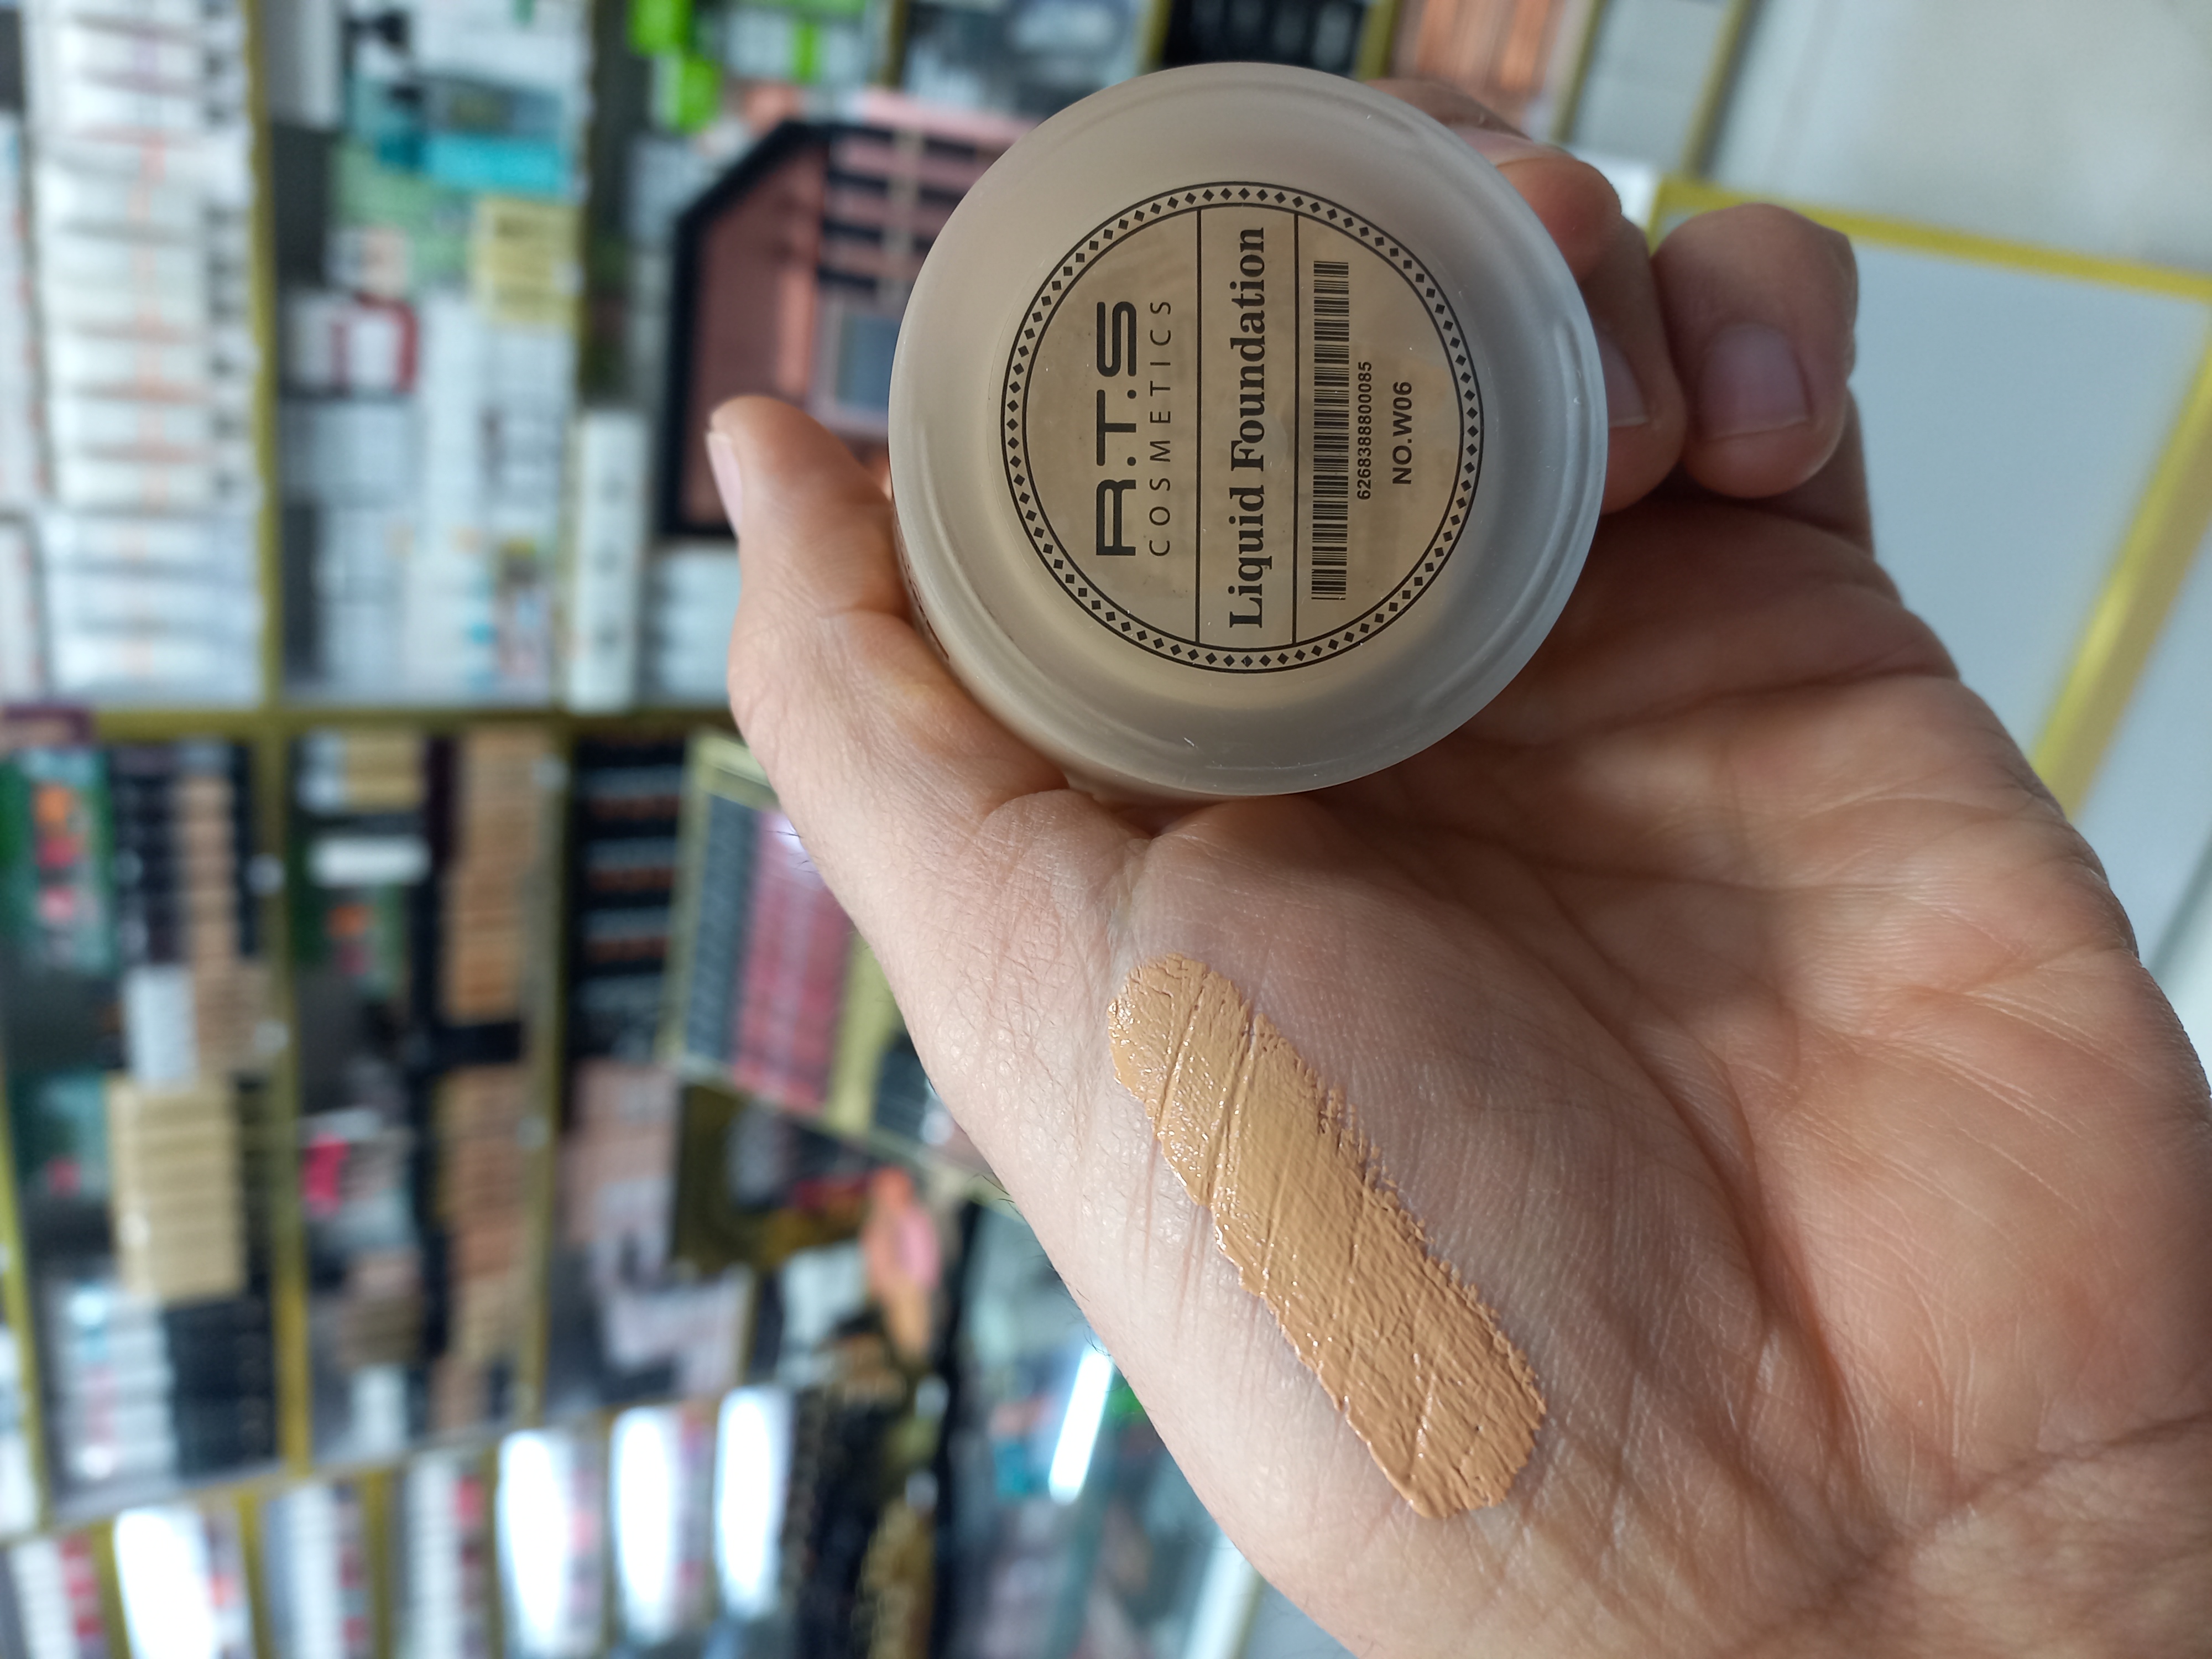 R.T.S
COSMETICS
Liquid Foundation
6268388800085
NO.W06